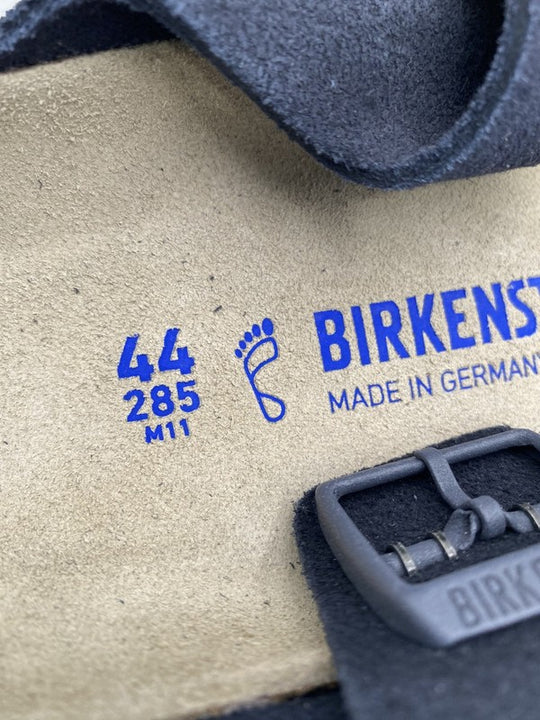 44
285
M11
BIRKENST
MADE IN GERMANY
BIRK